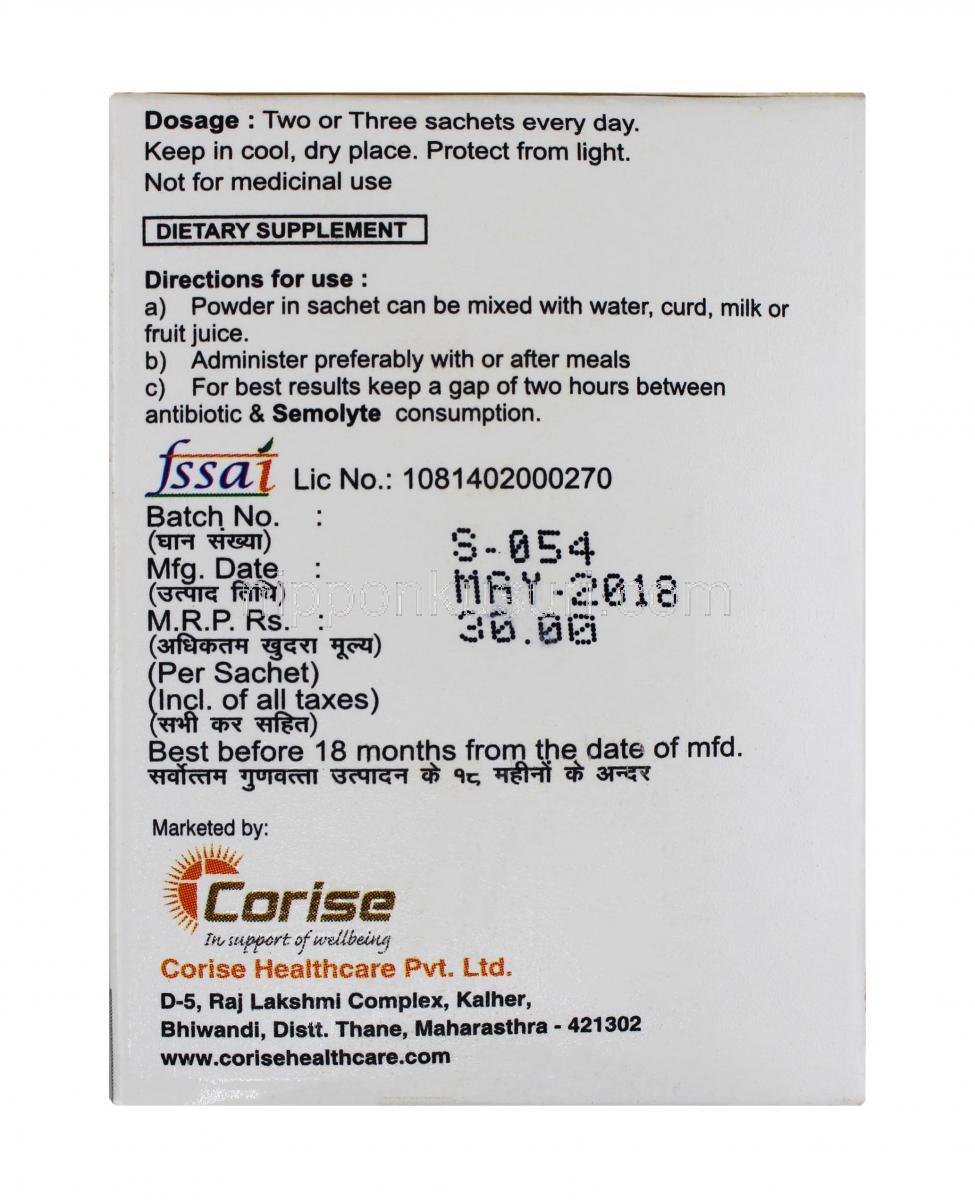 Dosage : Two or Three sachets every day.
Keep in cool, dry place. Protect from light.
Not for medicinal use
DIETARY SUPPLEMENT
Directions for use :
a) Powder in sachet can be mixed with water, curd, milk or
fruit juice.
b) Administer preferably with or after meals
c) For best results keep a gap of two hours between
antibiotic & Semolyte consumption.
fssai Lic No.: 1081402000270
Batch No. : S-054
(घान संख्या)
Mfg. Date : MAY-2018
(उत्पाद तिथि)
nipponkusuri.com
M.R.P. Rs. : 30.00
(अधिकतम खुदरा मूल्य)
(Per Sachet)
(Incl. of all taxes)
(सभी कर सहित)
Best before 18 months from the date of mfd.
सर्वोत्तम गुणवत्ता उत्पादन के १८ महीनों के अन्दर
Marketed by:
Corise
In support of wellbeing
Corise Healthcare Pvt. Ltd.
D-5, Raj Lakshmi Complex, Kalher,
Bhiwandi, Distt. Thane, Maharasthra - 421302
www.corisehealthcare.com